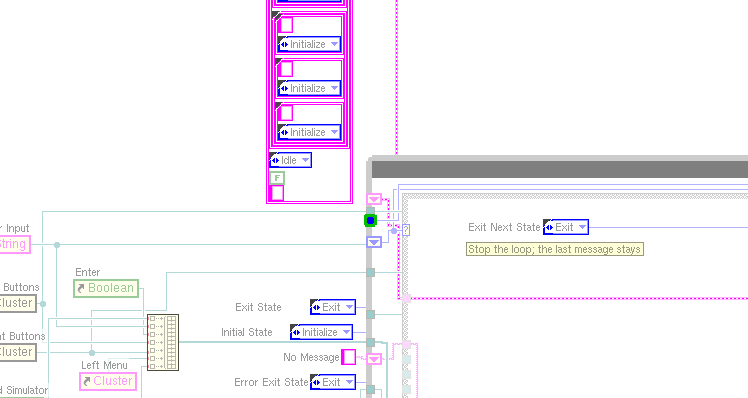 Initialize
Initialize
Initialize
Idle
F
Input
String
Exit Next State Exit
?
Stop the loop; the last message stays
Enter
Boolean
Buttons
Cluster
Exit State Exit
Initial State Initialize
t Buttons
Cluster
No Message
Left Menu
Cluster
Error Exit State Exit
d Simulator